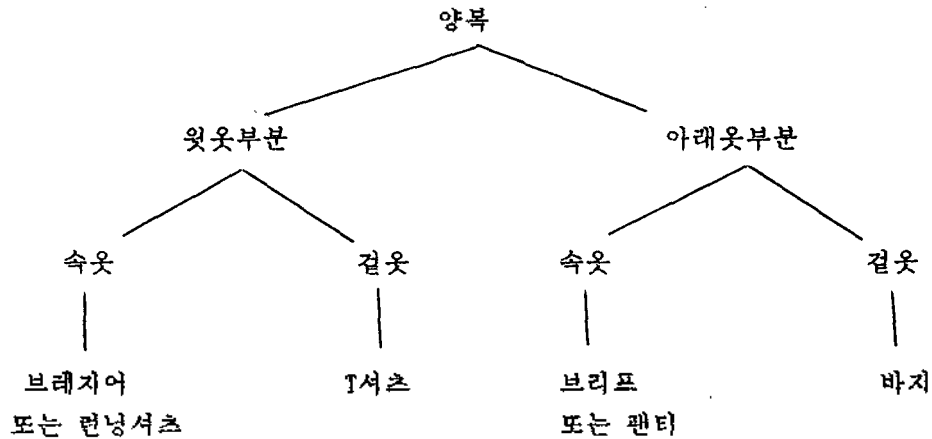 양복
윗옷부분 아래옷부분
속옷 겉옷 속옷 겉옷
브레지어 T셔츠 브리프 바지
또는 런닝셔츠 또는 팬티